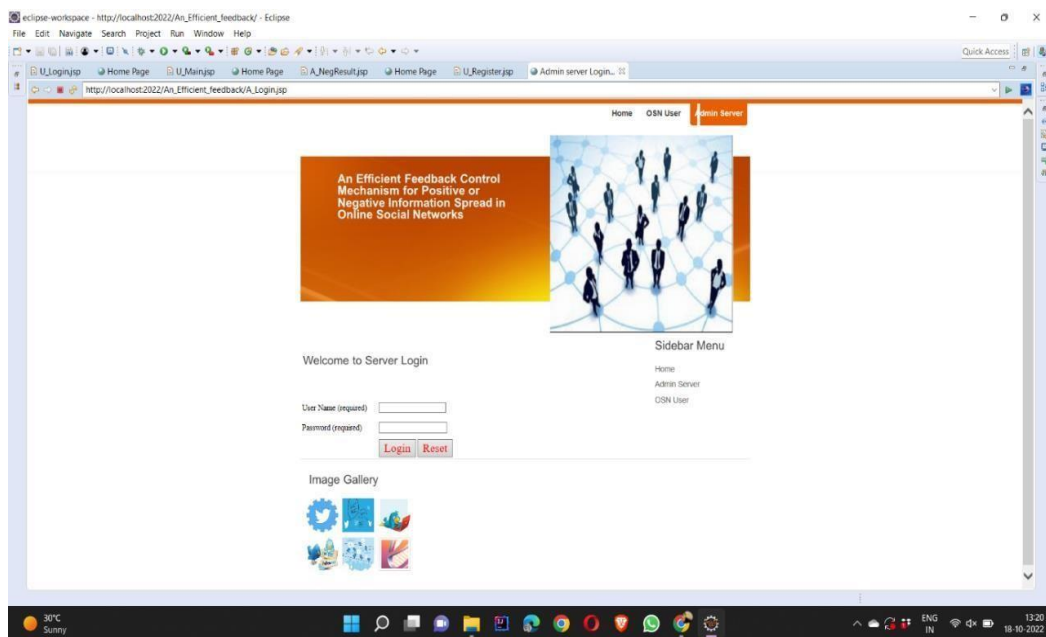 eclipse-workspace - http://localhost:2022/An_Efficient_feedback/ - Eclipse
File Edit Navigate Search Project Run Window Help
Quick Access
U_Login.jsp Home Page U_Main.jsp Home Page A_NegResult.jsp Home Page U_Register.jsp Admin server Login...
http://localhost:2022/An_Efficient_feedback/A_Login.jsp
Home OSN User Admin Server
An Efficient Feedback Control
Mechanism for Positive or
Negative Information Spread in
Online Social Networks
Sidebar Menu
Home
Admin Server
OSN User
Welcome to Server Login
User Name (required)
Password (required)
Login Reset
Image Gallery
30°C
Sunny
ENG
IN
13:20
18-10-2022